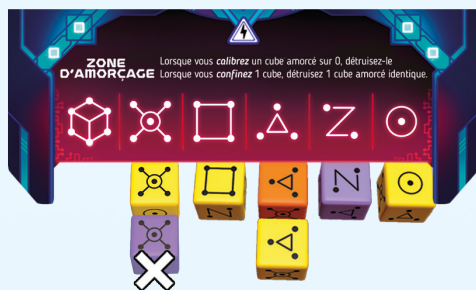 ZONE
D'AMORÇAGE
Lorsque vous calibrez un cube amorcé sur 0, détruisez-le
Lorsque vous confinez 1 cube, détruisez 1 cube amorcé identique.